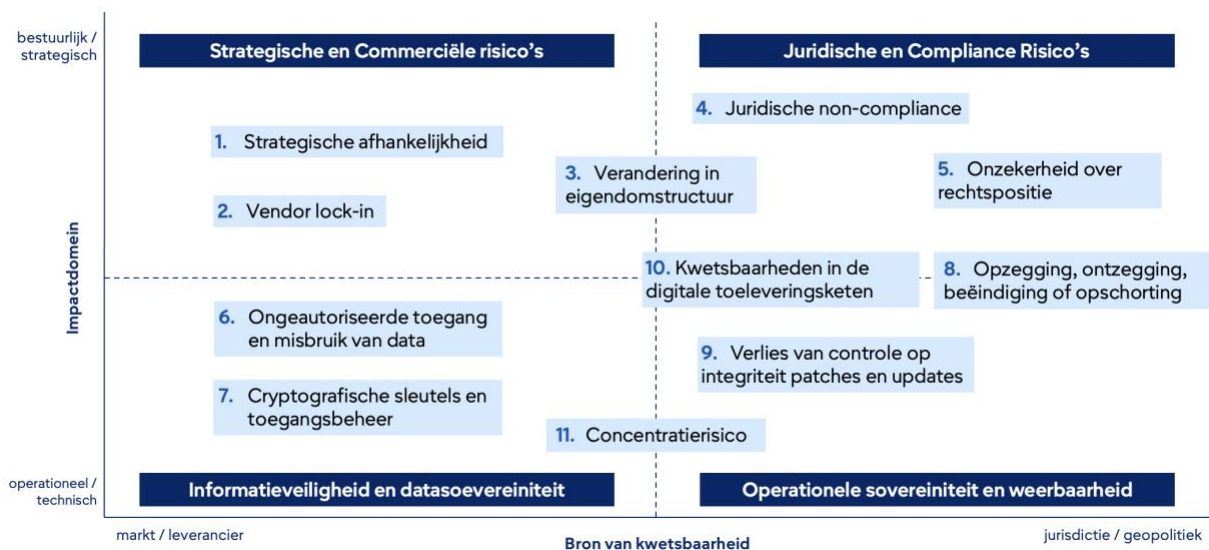 bestuurlijk /
strategisch
Strategische en Commerciële risico's
Juridische en Compliance Risico's
4. Juridische non-compliance
1. Strategische afhankelijkheid
3. Verandering in
eigendomstructuur
5. Onzekerheid over
rechtspositie
2. Vendor lock-in
Impactdomein
10. Kwetsbaarheden in de
digitale toeleveringsketen
8. Opzegging, ontzegging,
beëindiging of opschorting
6. Ongeautoriseerde toegang
en misbruik van data
9. Verlies van controle op
integriteit patches en updates
7. Cryptografische sleutels en
toegangsbeheer
11. Concentratierisico
operationeel /
technisch
Informatieveiligheid en datasoevereiniteit
Operationele sovereiniteit en weerbaarheid
markt / leverancier
Bron van kwetsbaarheid
jurisdictie / geopolitiek